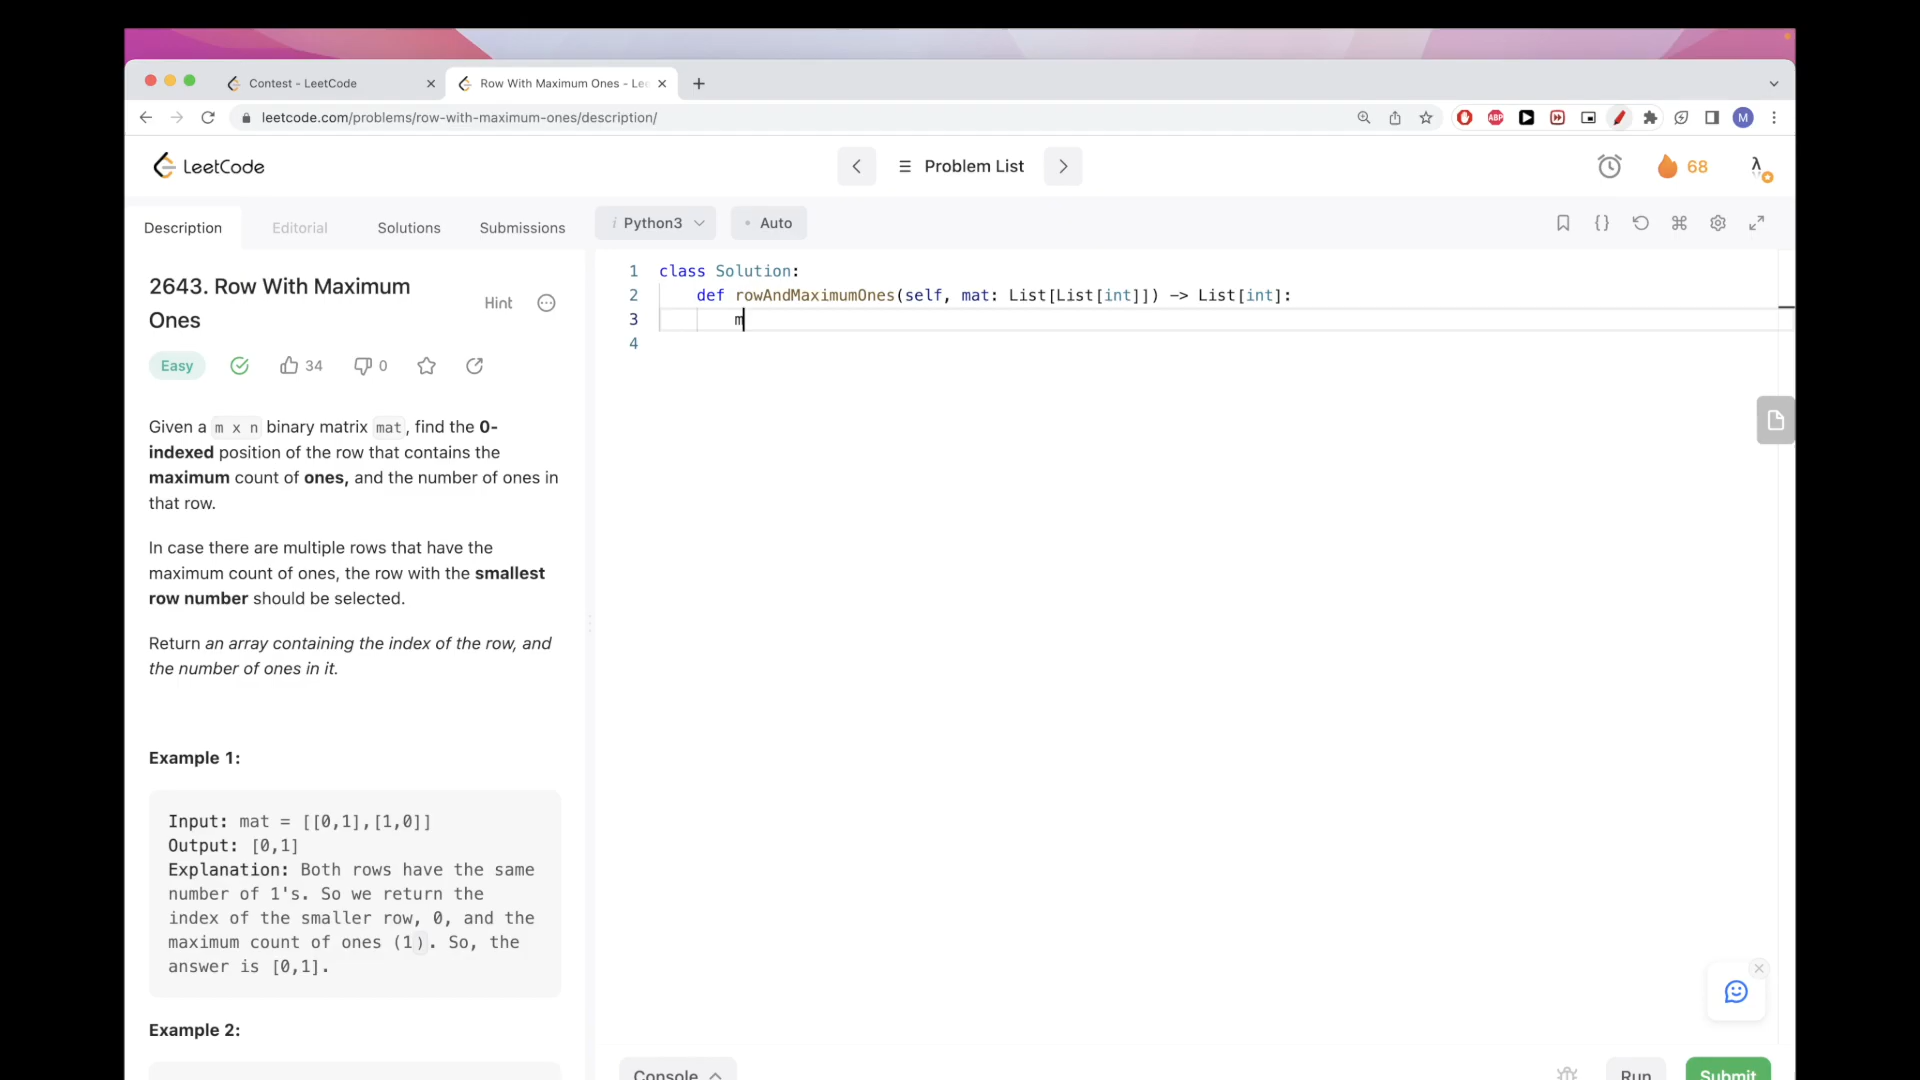 Contest - LeetCode
Row With Maximum Ones - Lee
leetcode.com/problems/row-with-maximum-ones/description/
ABP
M
LeetCode
Problem List
68
Description
Editorial
Solutions
Submissions
i Python3
• Auto
2643. Row With Maximum
Ones
Hint
Easy
34
0
Given a m x n binary matrix mat, find the 0-
indexed position of the row that contains the
maximum count of ones, and the number of ones in
that row.
In case there are multiple rows that have the
maximum count of ones, the row with the smallest
row number should be selected.
Return an array containing the index of the row, and
the number of ones in it.
Example 1:
Input: mat = [[0,1],[1,0]]
Output: [0,1]
Explanation: Both rows have the same
number of 1's. So we return the
index of the smaller row, 0, and the
maximum count of ones (1). So, the
answer is [0,1].
Example 2:
1 class Solution:
2 def rowAndMaximumOnes(self, mat: List[List[int]]) -> List[int]:
3 m
4
Console
Run
Submit